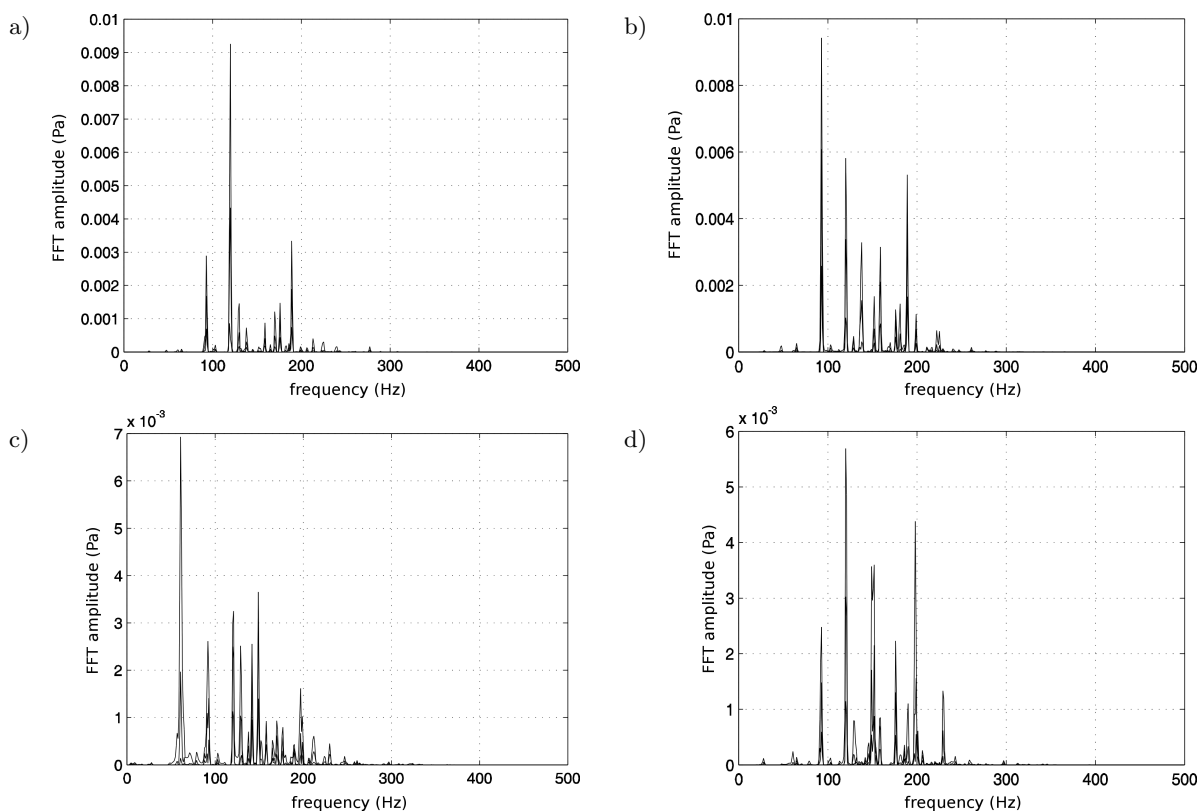 a)
0.01
0.009
0.008
0.007
0.006
0.005
0.004
0.003
0.002
0.001
0
FFT amplitude (Pa)
0 100 200 300 400 500
frequency (Hz)
b)
0.01
0.008
0.006
0.004
0.002
0
FFT amplitude (Pa)
0 100 200 300 400 500
frequency (Hz)
c)
x 10⁻³
7
6
5
4
3
2
1
0
FFT amplitude (Pa)
0 100 200 300 400 500
frequency (Hz)
d)
x 10⁻³
6
5
4
3
2
1
0
FFT amplitude (Pa)
0 100 200 300 400 500
frequency (Hz)